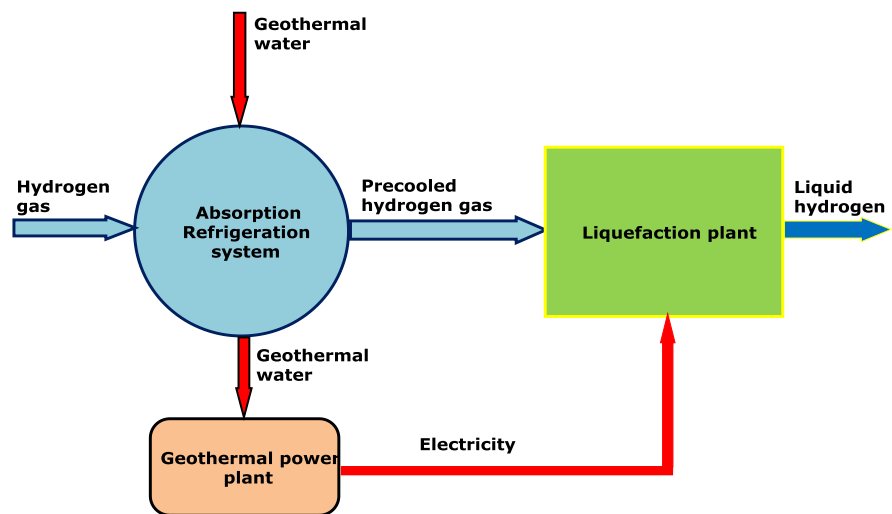 Geothermal
water
Hydrogen
gas
Absorption
Refrigeration
system
Precooled
hydrogen gas
Liquefaction plant
Liquid
hydrogen
Geothermal
water
Geothermal power
plant
Electricity